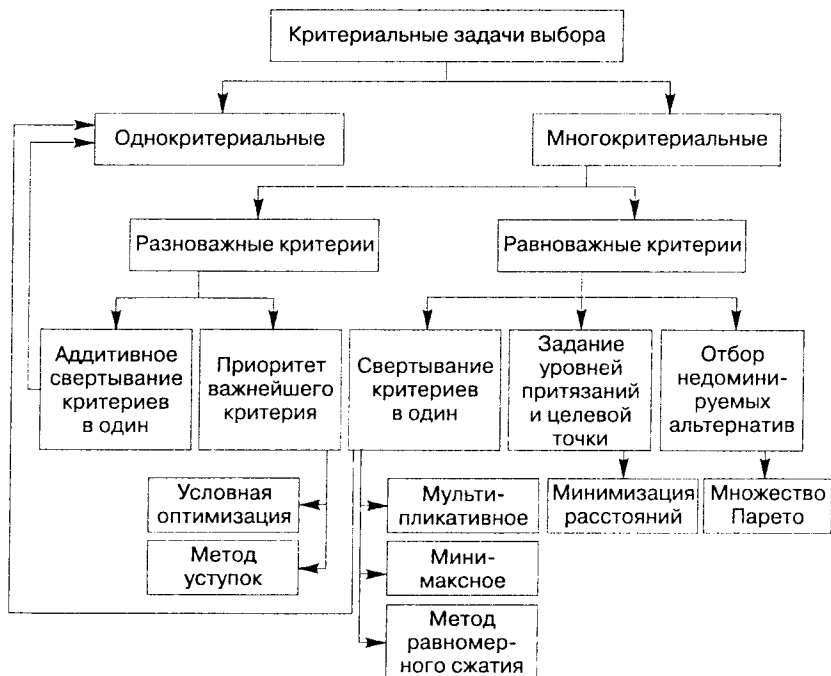 Критериальные задачи выбора
Однокритериальные
Многокритериальные
Разноважные критерии
Равноважные критерии
Аддитивное
свертывание
критериев
в один
Приоритет
важнейшего
критерия
Свертывание
критериев
в один
Задание
уровней
притязаний
и целевой
точки
Отбор
недомини-
руемых
альтернатив
Условная
оптимизация
Метод
уступок
Мульти-
пликативное
Мини-
максное
Метод
равномер-
ного сжатия
Минимизация
расстояний
Множество
Парето